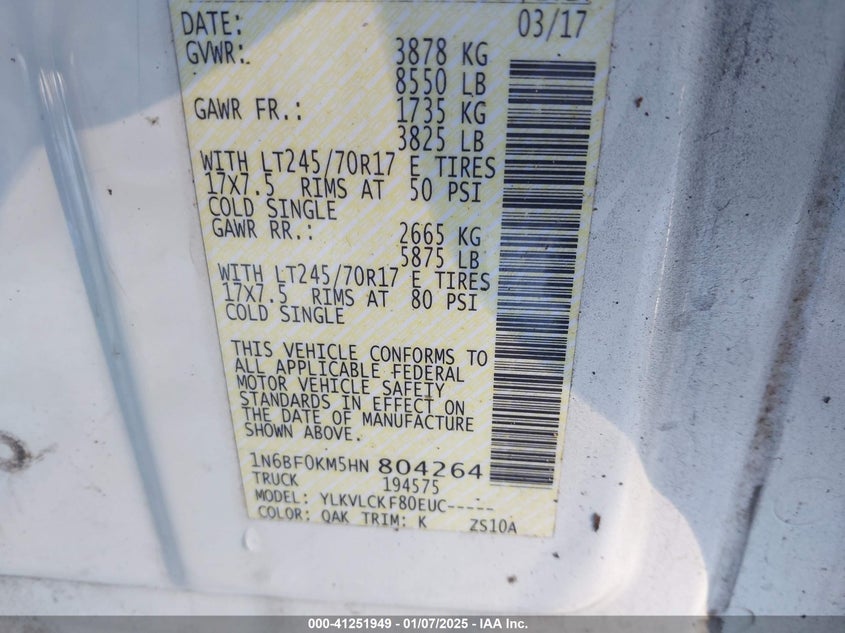 DATE: 03/17
GVWR: 3878 KG
8550 LB
GAWR FR.: 1735 KG
3825 LB
WITH LT245/70R17 E TIRES
17X7.5 RIMS AT 50 PSI
COLD SINGLE
GAWR RR.: 2665 KG
5875 LB
WITH LT245/70R17 E TIRES
17X7.5 RIMS AT 80 PSI
COLD SINGLE
THIS VEHICLE CONFORMS TO
ALL APPLICABLE FEDERAL
MOTOR VEHICLE SAFETY
STANDARDS IN EFFECT ON
THE DATE OF MANUFACTURE
SHOWN ABOVE.
1N6BF0KM5HN 804264
TRUCK 194575
MODEL: YLKVLCKF80EUC-----
COLOR: QAK TRIM: K ZS10A
000-41251949 - 01/07/2025 - IAA Inc.